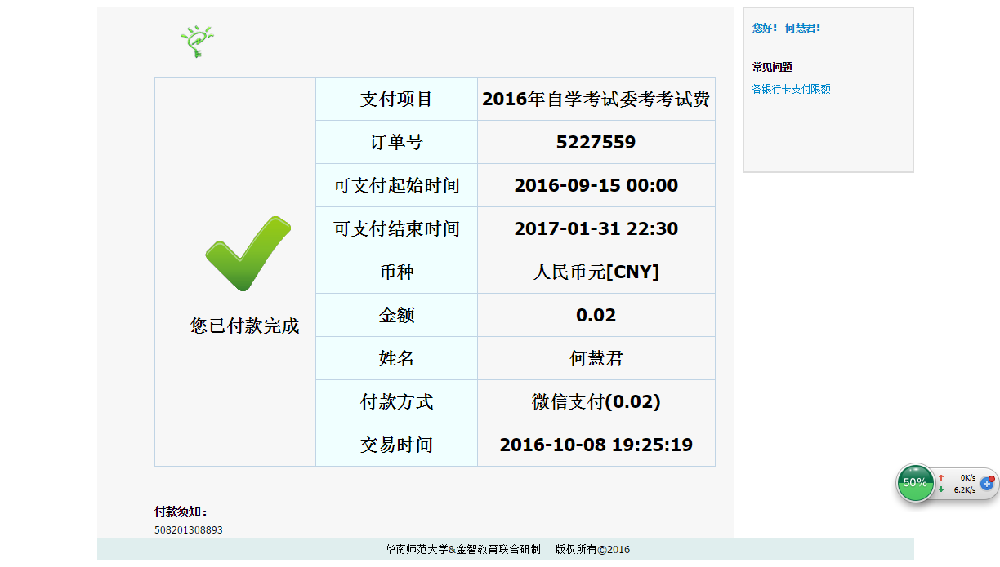 您好! 何慧君!
常见问题
各银行卡支付限额
支付项目 2016年自学考试委考考试费
订单号 5227559
可支付起始时间 2016-09-15 00:00
可支付结束时间 2017-01-31 22:30
币种 人民币元[CNY]
金额 0.02
姓名 何慧君
付款方式 微信支付(0.02)
交易时间 2016-10-08 19:25:19
您已付款完成
付款须知：
508201308893
华南师范大学&金智教育联合研制 版权所有©2016
50%
0K/s
6.2K/s